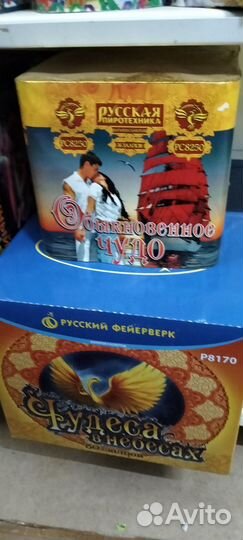 РУССКАЯ
ПИРОТЕХНИКА
РС8250
РС8250
Обыкновенное
ЧУДО
РУССКИЙ ФЕЙЕРВЕРК
Р8170
Чудеса
в небесах
Avito